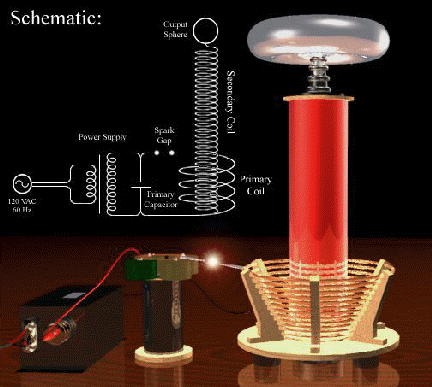 Schematic:
Output
Sphere
Secondary Coil
Power Supply
Spark
Gap
Primary
Capacitor
Primary
Coil
120 VAC
60 Hz